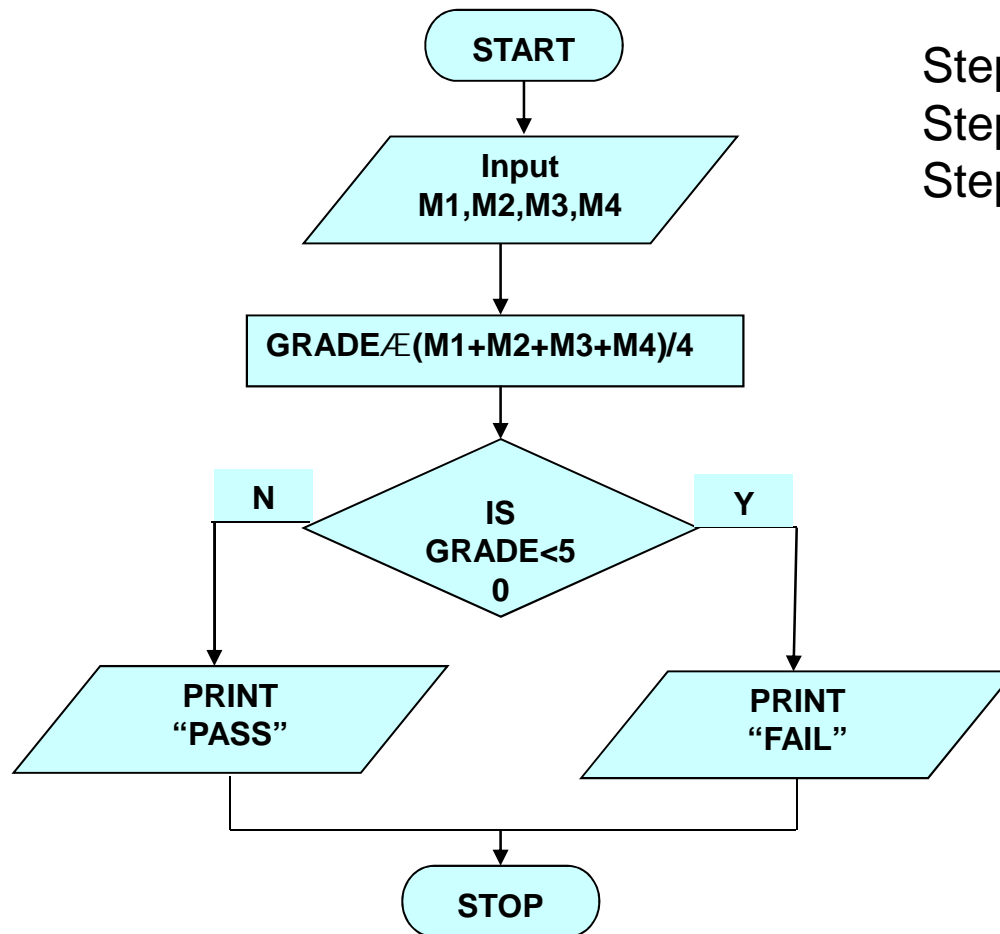 START
Step
Step
Step
Input
M1,M2,M3,M4
GRADEÆ(M1+M2+M3+M4)/4
N
Y
IS
GRADE<5
0
PRINT
“PASS”
PRINT
“FAIL”
STOP